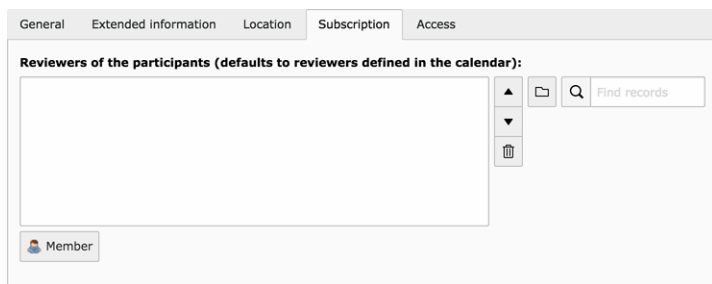 General Extended information Location Subscription Access
Reviewers of the participants (defaults to reviewers defined in the calendar):
Find records
Member